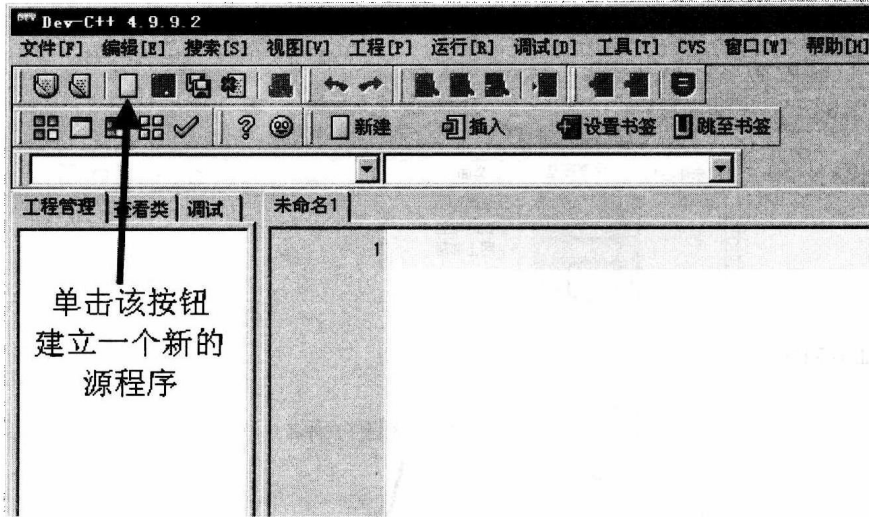 Dev-C++ 4.9.9.2
文件[F] 编辑[E] 搜索[S] 视图[V] 工程[P] 运行[R] 调试[D] 工具[T] CVS 窗口[W] 帮助[H]
新建 插入 设置书签 跳至书签
工程管理 查看类 调试 未命名1
1
单击该按钮
建立一个新的
源程序